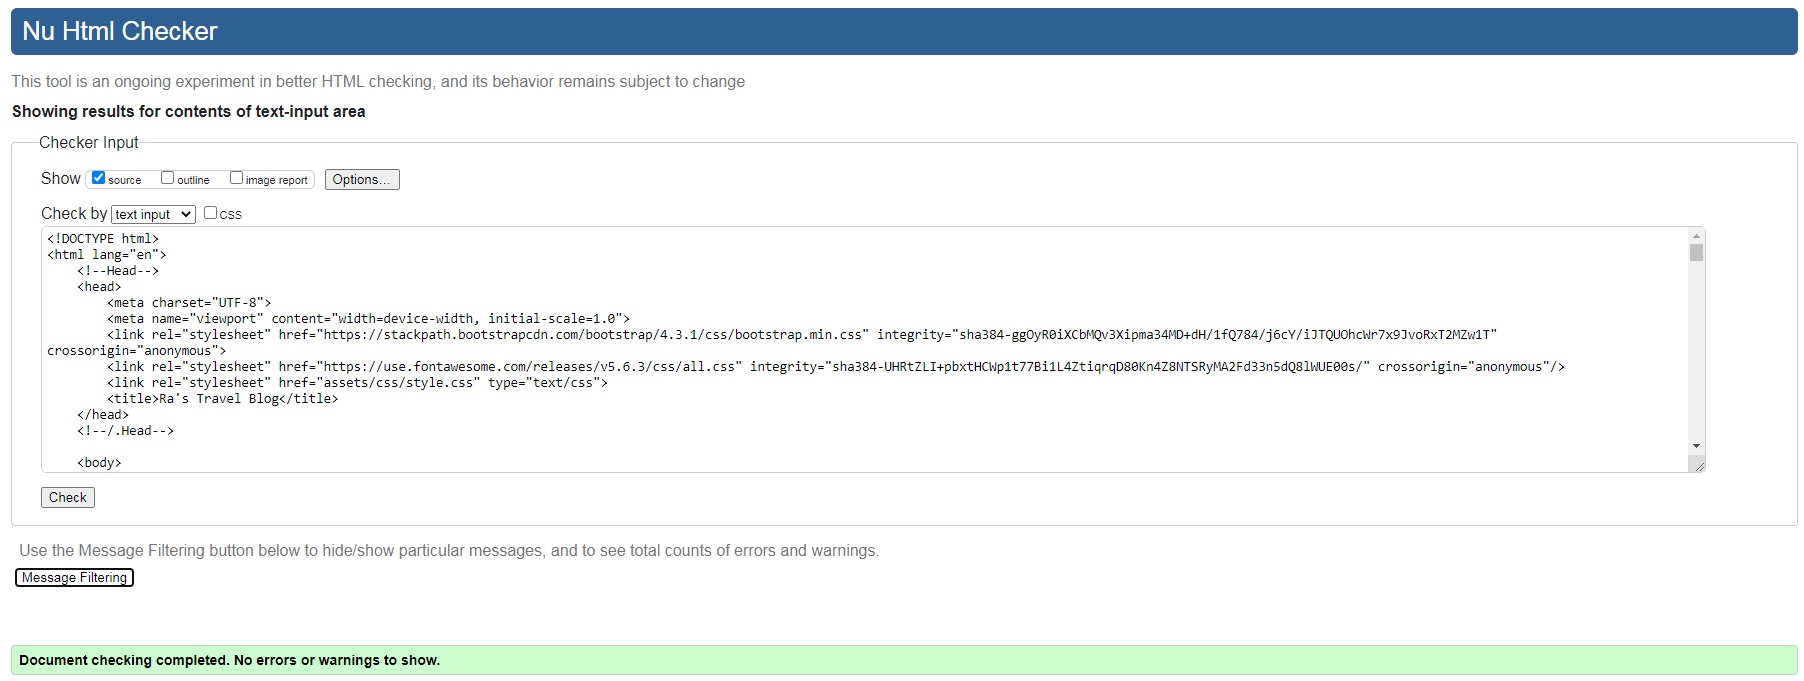 Nu Html Checker
This tool is an ongoing experiment in better HTML checking, and its behavior remains subject to change
Showing results for contents of text-input area
Checker Input
Show source outline image report Options...
Check by text input css
<!DOCTYPE html>
<html lang="en">
<!--Head-->
<head>
<meta charset="UTF-8">
<meta name="viewport" content="width=device-width, initial-scale=1.0">
<link rel="stylesheet" href="https://stackpath.bootstrapcdn.com/bootstrap/4.3.1/css/bootstrap.min.css" integrity="sha384-ggOyR0iXCbMQv3Xipma34MD+dH/1fQ784/j6cY/iJTQUOhcWr7x9JvoRxT2MZw1T"
crossorigin="anonymous">
<link rel="stylesheet" href="https://use.fontawesome.com/releases/v5.6.3/css/all.css" integrity="sha384-UHRtZLI+pbxtHCWp1t77Bi1L4ZtiqrqD80Kn4Z8NTSRyMA2Fd33n5dQ8lWUE00s/" crossorigin="anonymous"/>
<link rel="stylesheet" href="assets/css/style.css" type="text/css">
<title>Ra's Travel Blog</title>
</head>
<!--/.Head-->
<body>
Check
Use the Message Filtering button below to hide/show particular messages, and to see total counts of errors and warnings.
Message Filtering
Document checking completed. No errors or warnings to show.